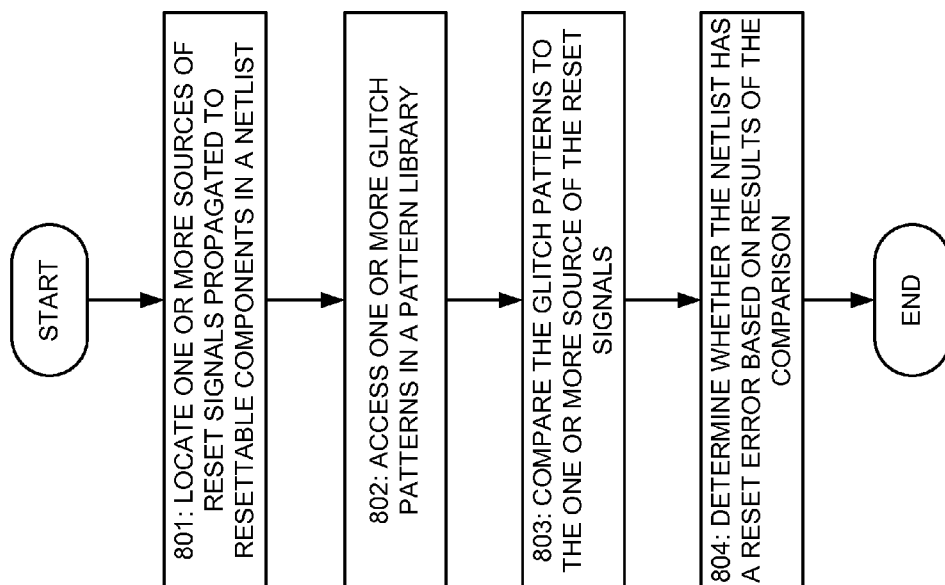 START
801: LOCATE ONE OR MORE SOURCES OF
RESET SIGNALS PROPAGATED TO
RESETTABLE COMPONENTS IN A NETLIST
802: ACCESS ONE OR MORE GLITCH
PATTERNS IN A PATTERN LIBRARY
803: COMPARE THE GLITCH PATTERNS TO
THE ONE OR MORE SOURCE OF THE RESET
SIGNALS
804: DETERMINE WHETHER THE NETLIST HAS
A RESET ERROR BASED ON RESULTS OF THE
COMPARISON
END